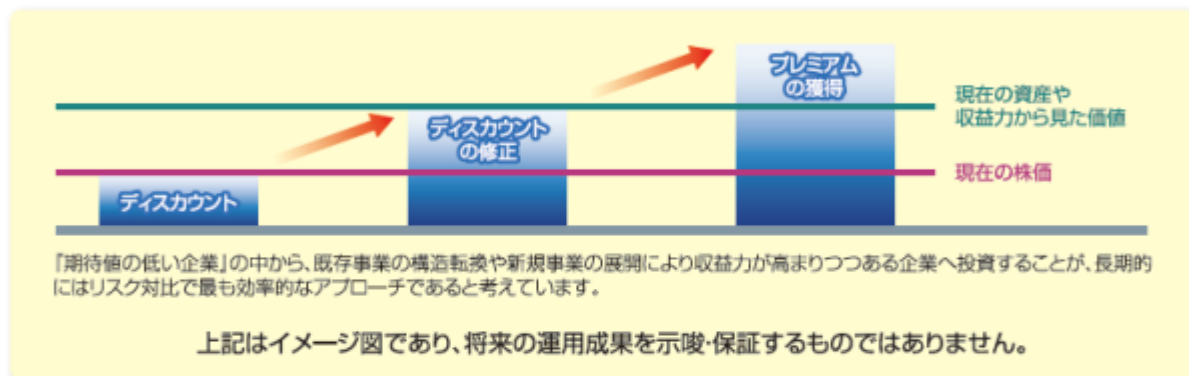 プレミアム
の獲得
現在の資産や
収益力から見た価値
ディスカウント
の修正
現在の株価
ディスカウント
『期待値の低い企業』の中から、既存事業の構造転換や新規事業の展開により収益力が高まりつつある企業へ投資することが、長期的
にはリスク対比で最も効率的なアプローチであると考えています。
上記はイメージ図であり、将来の運用成果を示唆・保証するものではありません。